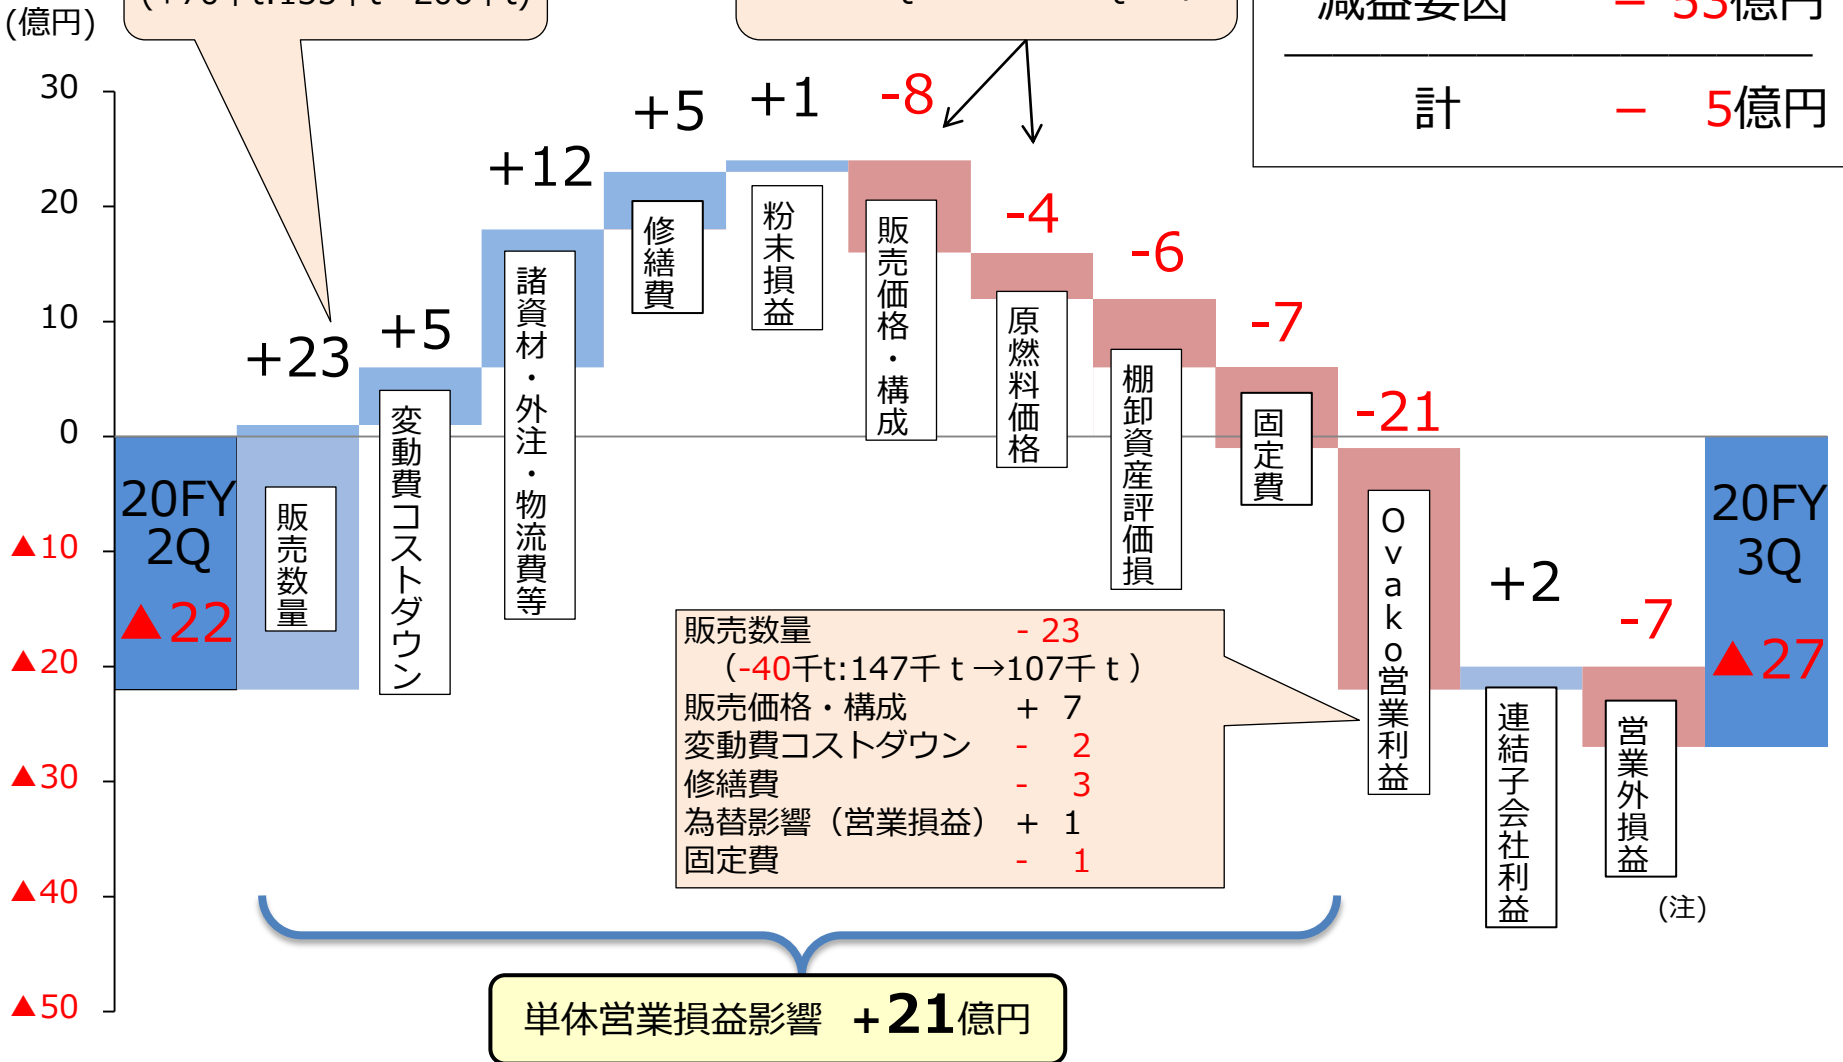 (億円)
減益要因 － 53億円
計 － 5億円
30
20
10
0
▲10
▲20
▲30
▲40
▲50
20FY
2Q
▲22
+23
販売数量
+5
変動費コストダウン
+12
諸資材・外注・物流費等
+5
修繕費
+1
粉末損益
-8
販売価格・構成
-4
原燃料価格
-6
棚卸資産評価損
-7
固定費
-21
Ovako営業利益
+2
連結子会社利益
-7
営業外損益
(注)
20FY
3Q
▲27
販売数量 - 23
（-40千t:147千ｔ→107千ｔ）
販売価格・構成 + 7
変動費コストダウン - 2
修繕費 - 3
為替影響（営業損益） + 1
固定費 - 1
単体営業損益影響 +21億円